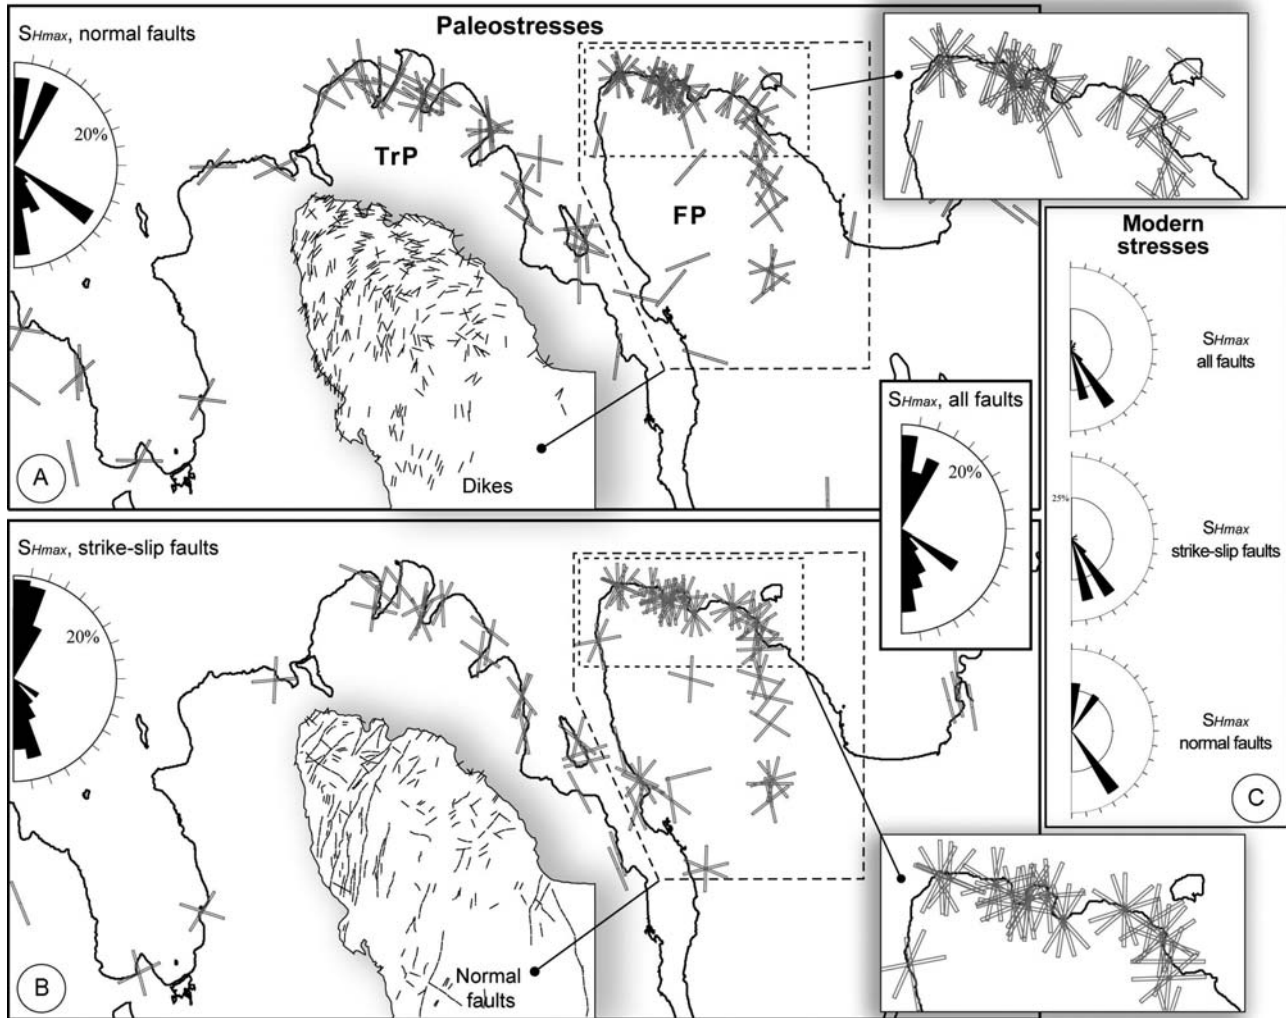 Paleostresses
SHmax, normal faults
20%
TrP
FP
Dikes
A
SHmax, all faults
20%
SHmax, strike-slip faults
20%
Normal
faults
B
Modern
stresses
SHmax
all faults
25%
SHmax
strike-slip faults
SHmax
normal faults
C